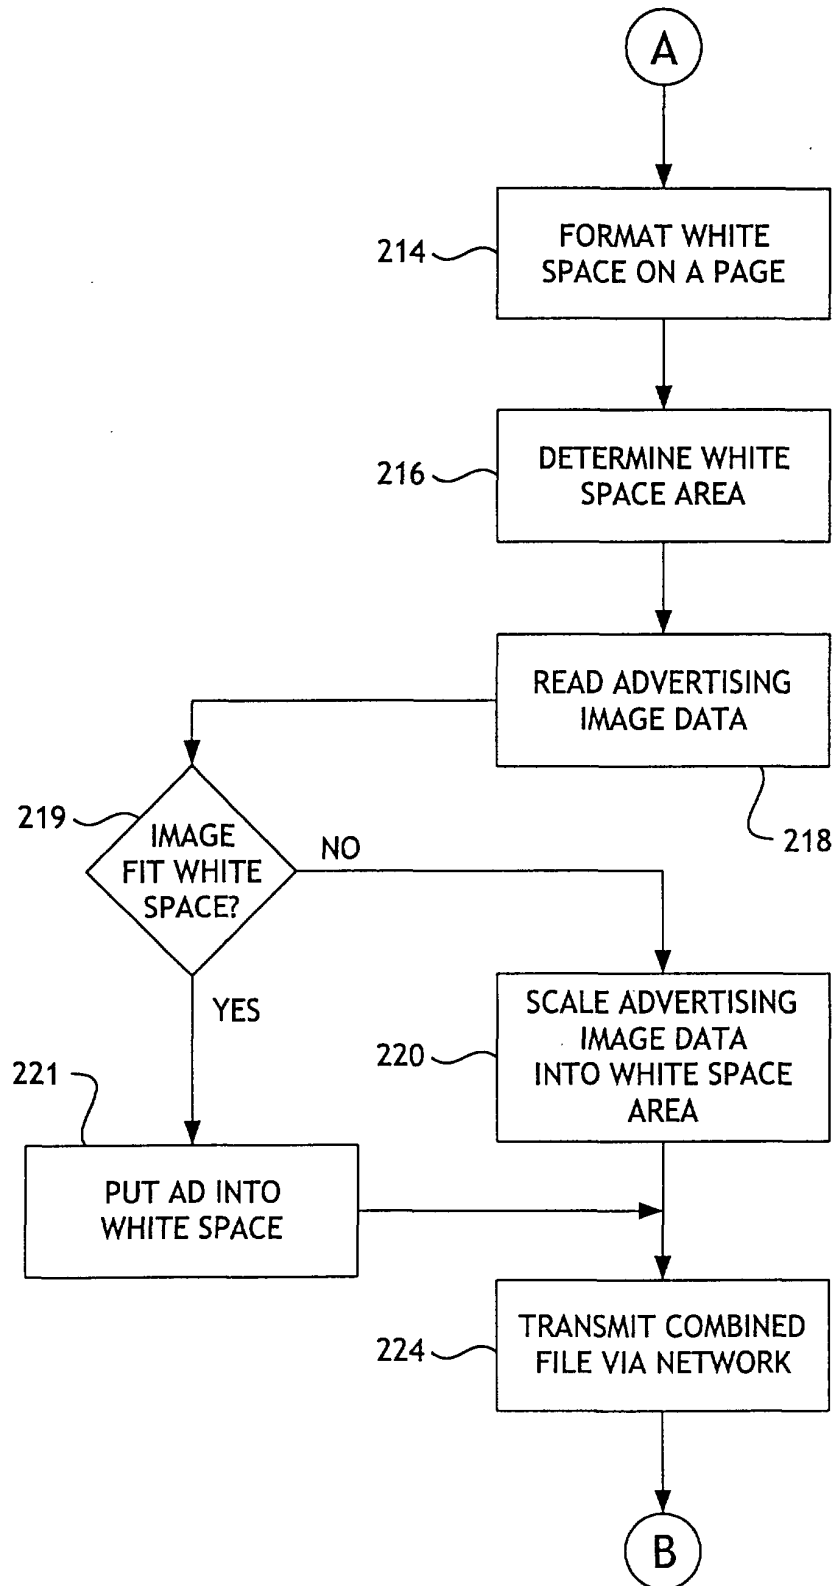 A
214
FORMAT WHITE
SPACE ON A PAGE
216
DETERMINE WHITE
SPACE AREA
READ ADVERTISING
IMAGE DATA
218
219
IMAGE
FIT WHITE
SPACE?
NO
YES
220
SCALE ADVERTISING
IMAGE DATA
INTO WHITE SPACE
AREA
221
PUT AD INTO
WHITE SPACE
224
TRANSMIT COMBINED
FILE VIA NETWORK
B